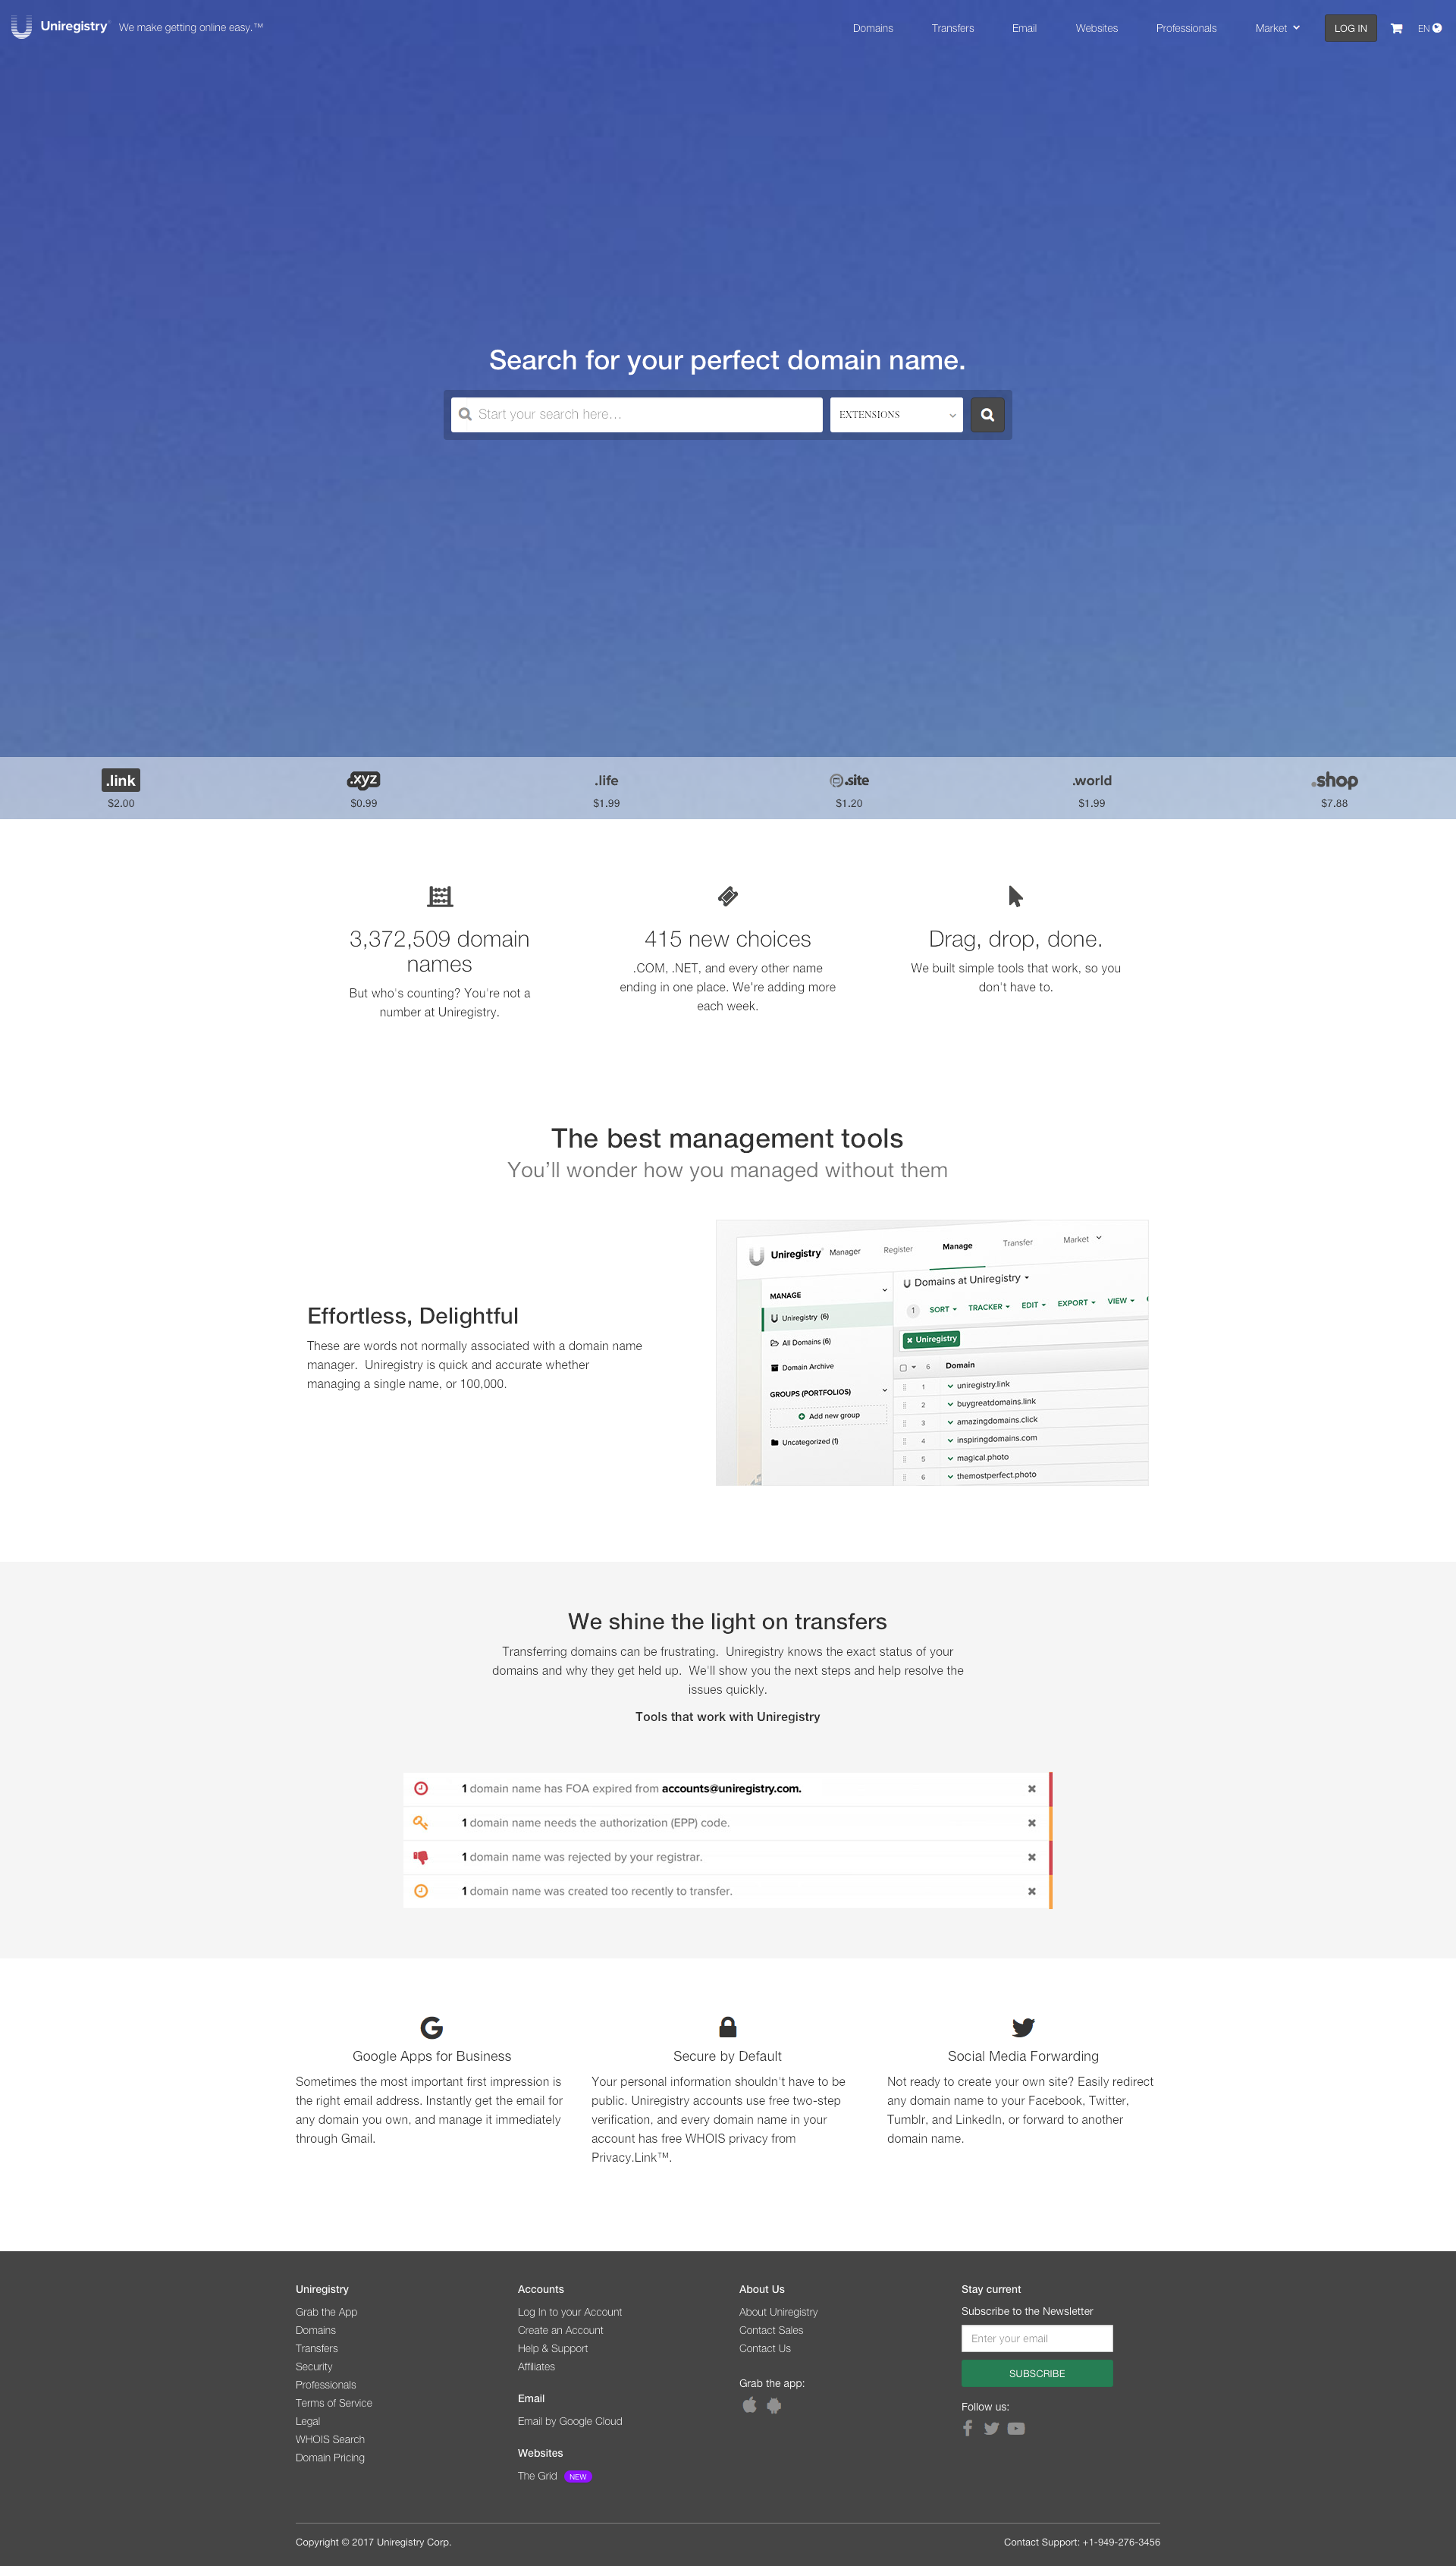 Uniregistry We make getting online easy.™ Domains Transfers Email Websites Professionals Market LOG IN EN
Search for your perfect domain name.
Start your search here... EXTENSIONS
.link .xyz .life .site .world .shop
$2.00 $0.99 $1.99 $1.20 $1.99 $7.88
3,372,509 domain
names
But who's counting? You're not a
number at Uniregistry.
415 new choices
.COM, .NET, and every other name
ending in one place. We're adding more
each week.
Drag, drop, done.
We built simple tools that work, so you
don't have to.
The best management tools
You'll wonder how you managed without them
Effortless, Delightful
These are words not normally associated with a domain name
manager. Uniregistry is quick and accurate whether
managing a single name, or 100,000.
Uniregistry Manager Register Manage Transfer Market
MANAGE
Uniregistry (6)
All Domains (6)
Domain Archive
GROUPS (PORTFOLIOS)
Add new group
Uncategorized (1)
Domains at Uniregistry
1 SORT TRACKER EDIT EXPORT VIEW
Uniregistry
6 Domain
1 uniregistry.link
2 buygreatdomains.link
3 amazingdomains.click
4 inspiringdomains.com
5 magical.photo
6 themostperfect.photo
We shine the light on transfers
Transferring domains can be frustrating. Uniregistry knows the exact status of your
domains and why they get held up. We'll show you the next steps and help resolve the
issues quickly.
Tools that work with Uniregistry
1 domain name has FOA expired from accounts@uniregistry.com.
1 domain name needs the authorization (EPP) code.
1 domain name was rejected by your registrar.
1 domain name was created too recently to transfer.
Google Apps for Business
Sometimes the most important first impression is
the right email address. Instantly get the email for
any domain you own, and manage it immediately
through Gmail.
Secure by Default
Your personal information shouldn't have to be
public. Uniregistry accounts use free two-step
verification, and every domain name in your
account has free WHOIS privacy from
Privacy.Link™.
Social Media Forwarding
Not ready to create your own site? Easily redirect
any domain name to your Facebook, Twitter,
Tumblr, and LinkedIn, or forward to another
domain name.
Uniregistry
Grab the App
Domains
Transfers
Security
Professionals
Terms of Service
Legal
WHOIS Search
Domain Pricing
Accounts
Log In to your Account
Create an Account
Help & Support
Affiliates
Email
Email by Google Cloud
Websites
The Grid NEW
About Us
About Uniregistry
Contact Sales
Contact Us
Grab the app:
Stay current
Subscribe to the Newsletter
Enter your email
SUBSCRIBE
Follow us:
Copyright © 2017 Uniregistry Corp. Contact Support: +1-949-276-3456